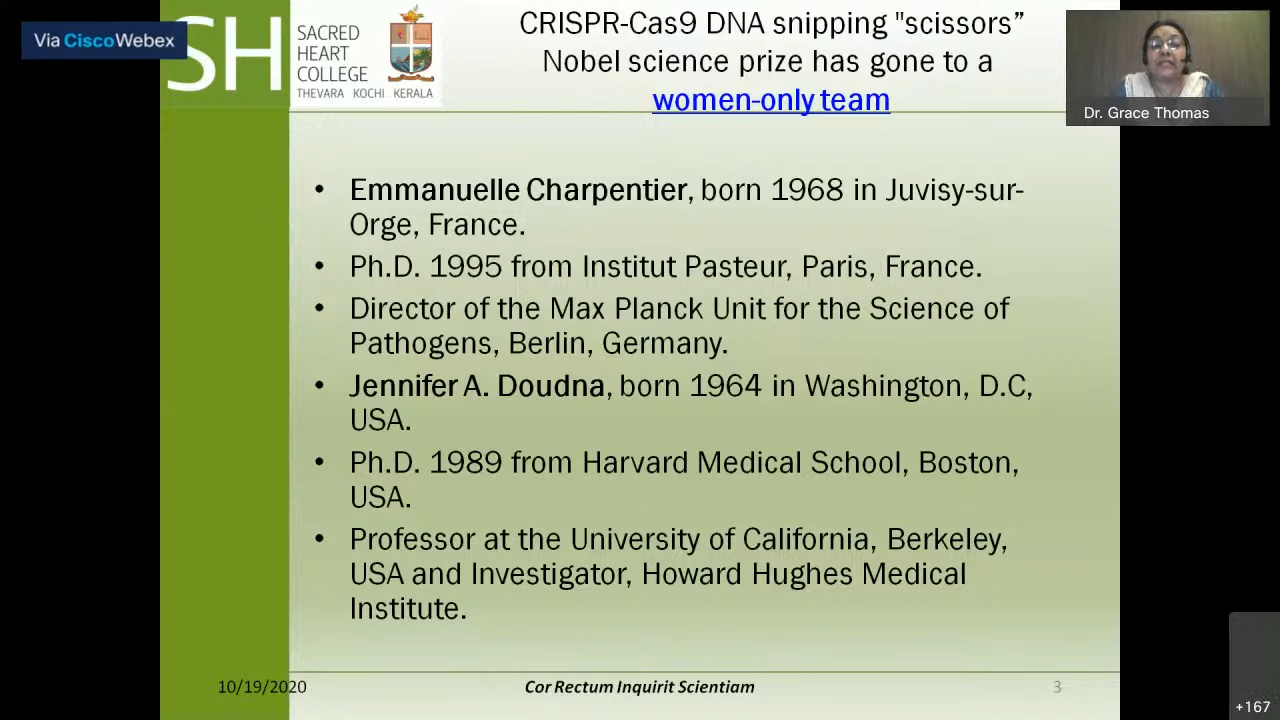 Via CiscoWebex
SH
SACRED
HEART
COLLEGE
THEVARA KOCHI KERALA
CRISPR-Cas9 DNA snipping "scissors”
Nobel science prize has gone to a
women-only team
Dr. Grace Thomas
• Emmanuelle Charpentier, born 1968 in Juvisy-sur-
Orge, France.
• Ph.D. 1995 from Institut Pasteur, Paris, France.
• Director of the Max Planck Unit for the Science of
Pathogens, Berlin, Germany.
• Jennifer A. Doudna, born 1964 in Washington, D.C,
USA.
• Ph.D. 1989 from Harvard Medical School, Boston,
USA.
• Professor at the University of California, Berkeley,
USA and Investigator, Howard Hughes Medical
Institute.
10/19/2020
Cor Rectum Inquirit Scientiam
3
+167